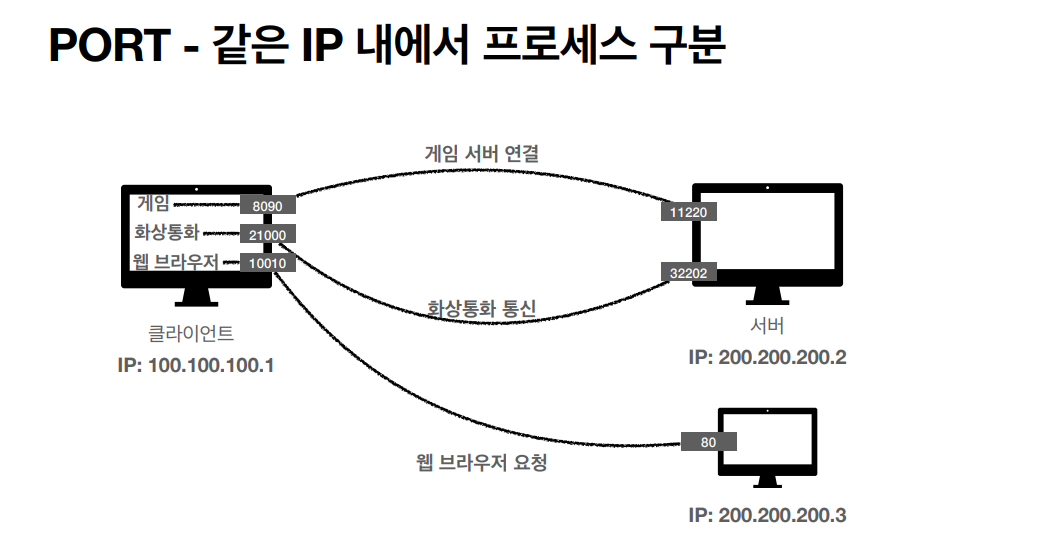 PORT - 같은 IP 내에서 프로세스 구분
게임 서버 연결
게임
8090
11220
화상통화
21000
웹 브라우저
10010
32202
화상통화 통신
클라이언트
IP: 100.100.100.1
서버
IP: 200.200.200.2
80
웹 브라우저 요청
IP: 200.200.200.3